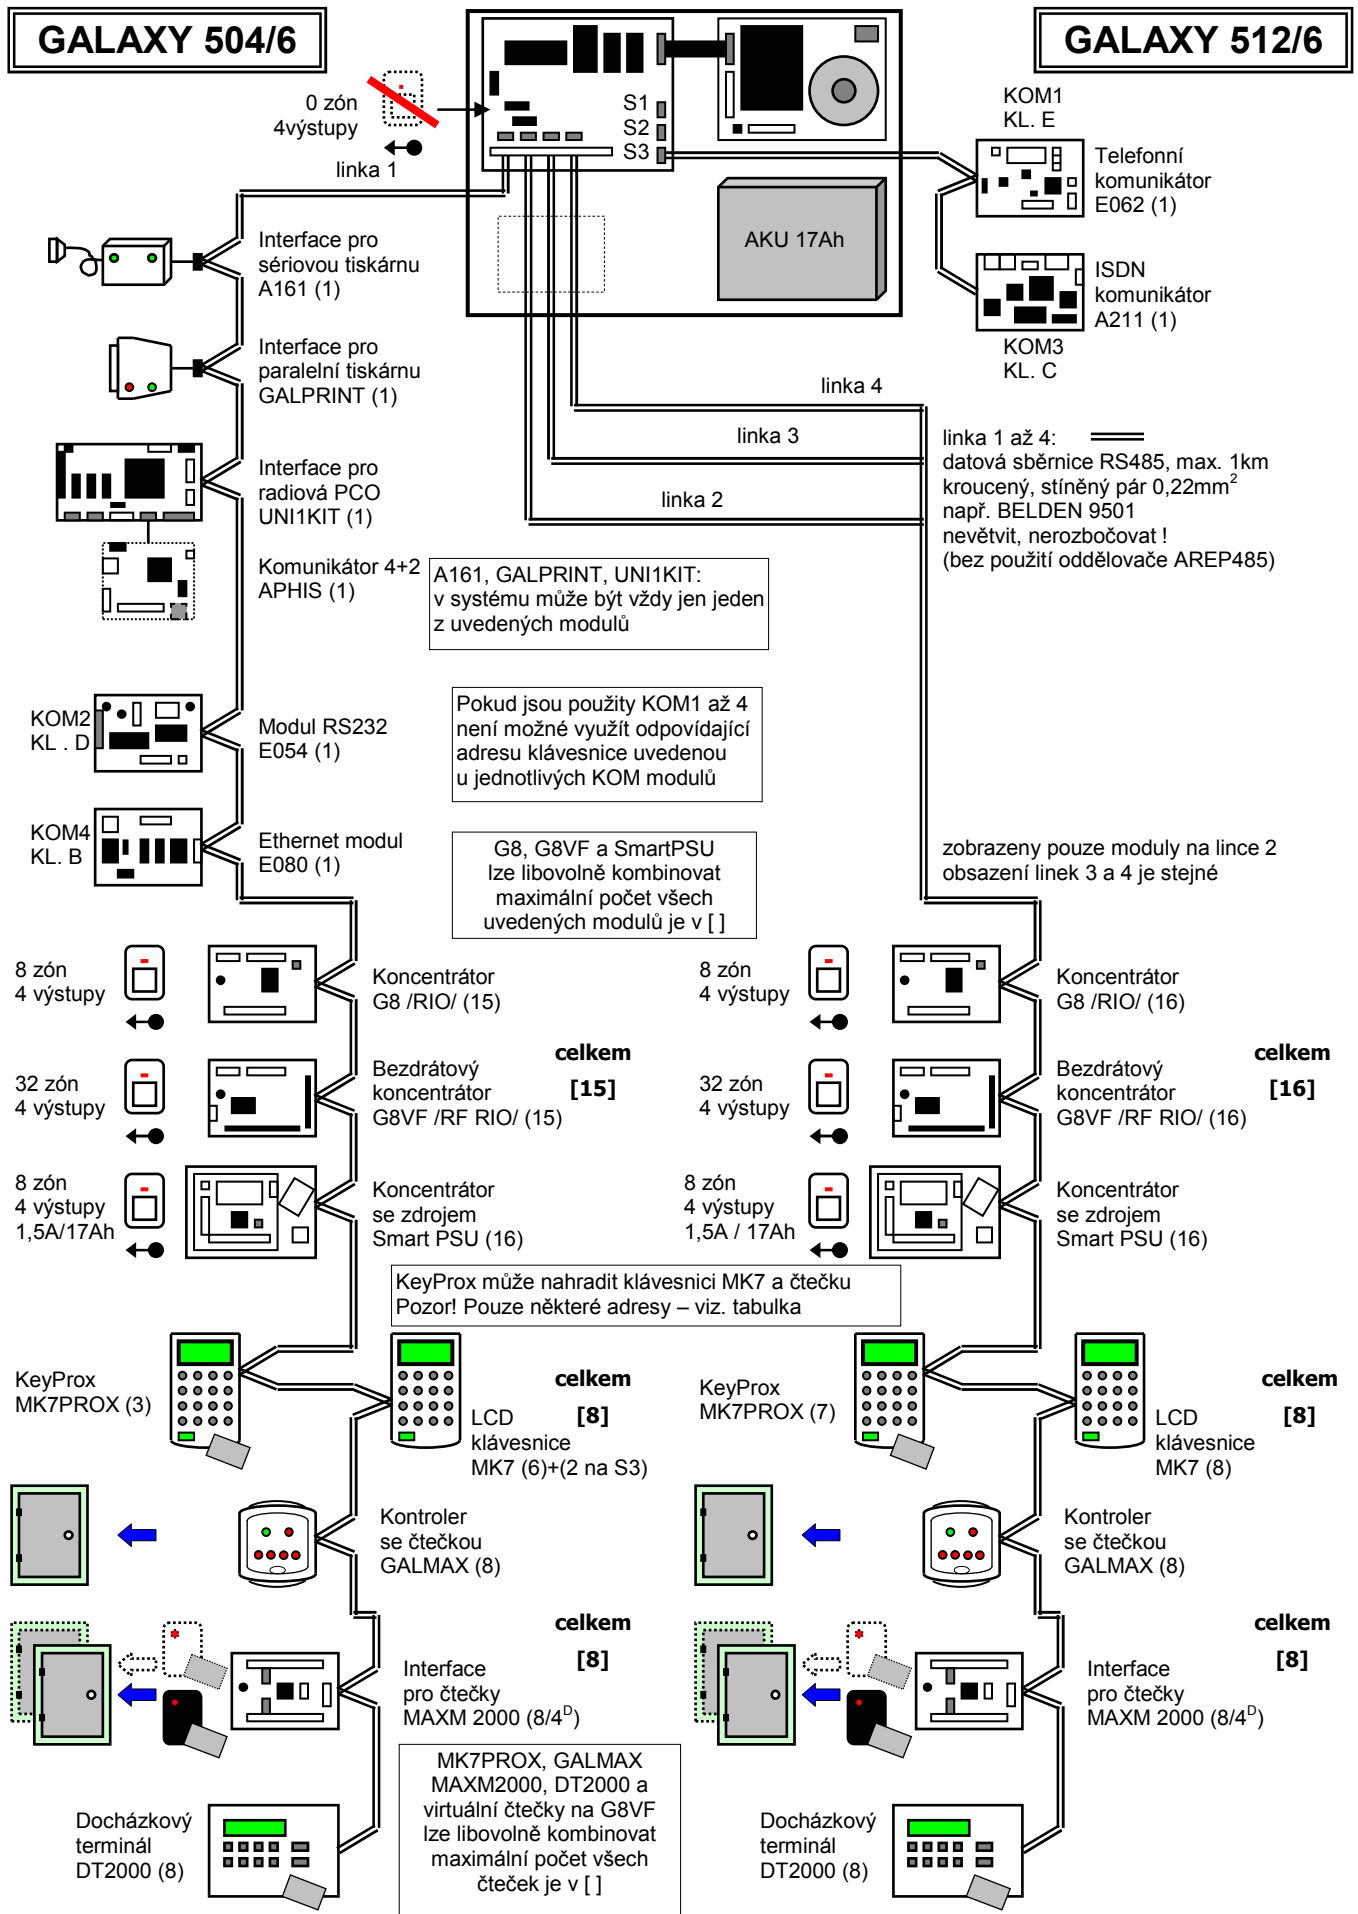 GALAXY 504/6
GALAXY 512/6
0 zón
4výstupy
linka 1
S1
S2
S3
AKU 17Ah
KOM1
KL. E
Telefonní
komunikátor
E062 (1)
ISDN
komunikátor
A211 (1)
KOM3
KL. C
Interface pro
sériovou tiskárnu
A161 (1)
Interface pro
paralelní tiskárnu
GALPRINT (1)
Interface pro
radiová PCO
UNI1KIT (1)
Komunikátor 4+2
APHIS (1)
linka 4
linka 3
linka 2
linka 1 až 4:
datová sběrnice RS485, max. 1km
kroucený, stíněný pár 0,22mm²
např. BELDEN 9501
nevětvit, nerozbočovat !
(bez použití oddělovače AREP485)
A161, GALPRINT, UNI1KIT:
v systému může být vždy jen jeden
z uvedených modulů
KOM2
KL . D
Modul RS232
E054 (1)
Pokud jsou použity KOM1 až 4
není možné využít odpovídající
adresu klávesnice uvedenou
u jednotlivých KOM modulů
KOM4
KL. B
Ethernet modul
E080 (1)
G8, G8VF a SmartPSU
lze libovolně kombinovat
maximální počet všech
uvedených modulů je v [ ]
zobrazeny pouze moduly na lince 2
obsazení linek 3 a 4 je stejné
8 zón
4 výstupy
Koncentrátor
G8 /RIO/ (15)
8 zón
4 výstupy
Koncentrátor
G8 /RIO/ (16)
32 zón
4 výstupy
Bezdrátový
koncentrátor
G8VF /RF RIO/ (15)
celkem
[15]
32 zón
4 výstupy
Bezdrátový
koncentrátor
G8VF /RF RIO/ (16)
celkem
[16]
8 zón
4 výstupy
1,5A/17Ah
Koncentrátor
se zdrojem
Smart PSU (16)
8 zón
4 výstupy
1,5A / 17Ah
Koncentrátor
se zdrojem
Smart PSU (16)
KeyProx může nahradit klávesnici MK7 a čtečku
Pozor! Pouze některé adresy – viz. tabulka
KeyProx
MK7PROX (3)
LCD
klávesnice
MK7 (6)+(2 na S3)
celkem
[8]
KeyProx
MK7PROX (7)
LCD
klávesnice
MK7 (8)
celkem
[8]
Kontroler
se čtečkou
GALMAX (8)
Kontroler
se čtečkou
GALMAX (8)
Interface
pro čtečky
MAXM 2000 (8/4ᴰ)
celkem
[8]
Interface
pro čtečky
MAXM 2000 (8/4ᴰ)
celkem
[8]
MK7PROX, GALMAX
MAXM2000, DT2000 a
virtuální čtečky na G8VF
lze libovolně kombinovat
maximální počet všech
čteček je v [ ]
Docházkový
terminál
DT2000 (8)
Docházkový
terminál
DT2000 (8)